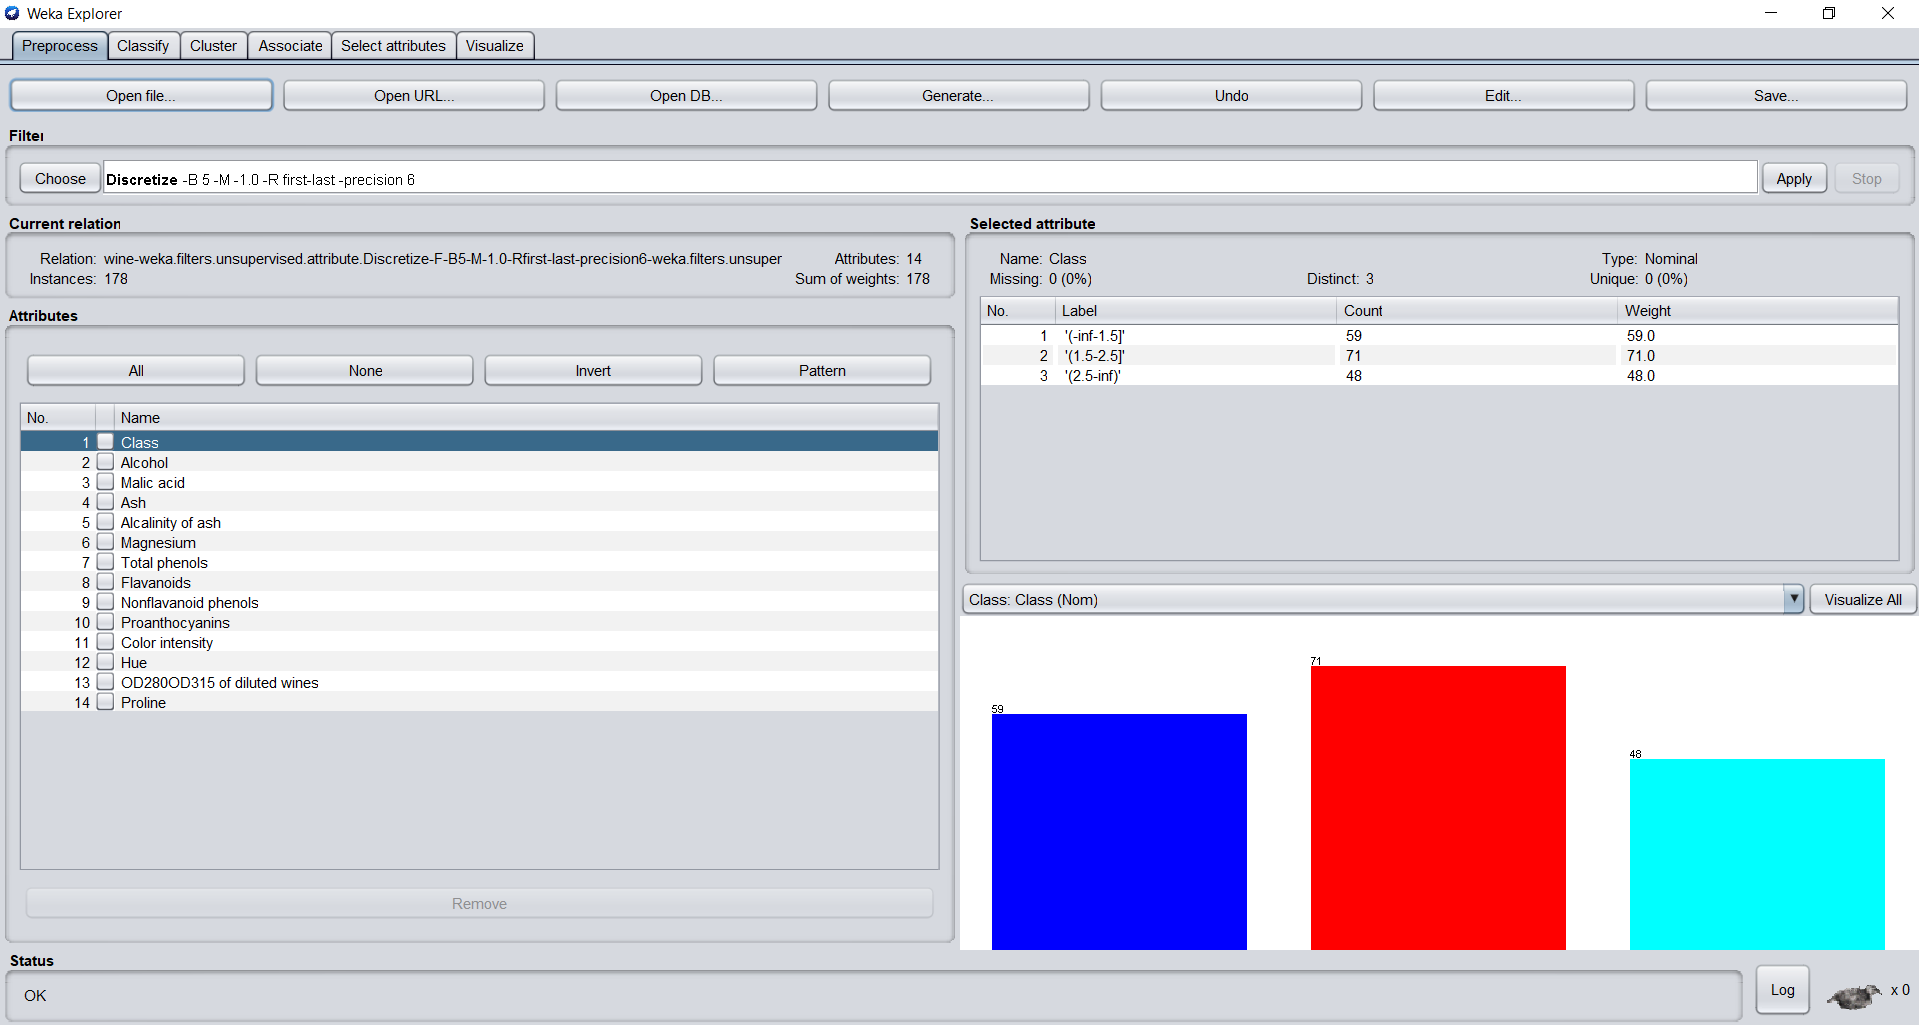 Weka Explorer
Preprocess Classify Cluster Associate Select attributes Visualize
Open file... Open URL... Open DB... Generate... Undo Edit... Save...
Filter
Choose Discretize -B 5 -M -1.0 -R first-last -precision 6 Apply Stop
Current relation
Relation: wine-weka.filters.unsupervised.attribute.Discretize-F-B5-M-1.0-Rfirst-last-precision6-weka.filters.unsuper Attributes: 14
Instances: 178 Sum of weights: 178
Attributes
All None Invert Pattern
No. Name
1 Class
2 Alcohol
3 Malic acid
4 Ash
5 Alcalinity of ash
6 Magnesium
7 Total phenols
8 Flavanoids
9 Nonflavanoid phenols
10 Proanthocyanins
11 Color intensity
12 Hue
13 OD280OD315 of diluted wines
14 Proline
Remove
Selected attribute
Name: Class Type: Nominal
Missing: 0 (0%) Distinct: 3 Unique: 0 (0%)
No. Label Count Weight
1 '(-inf-1.5]' 59 59.0
2 '(1.5-2.5]' 71 71.0
3 '(2.5-inf)' 48 48.0
Class: Class (Nom) Visualize All
59
71
48
Status
OK
Log x 0